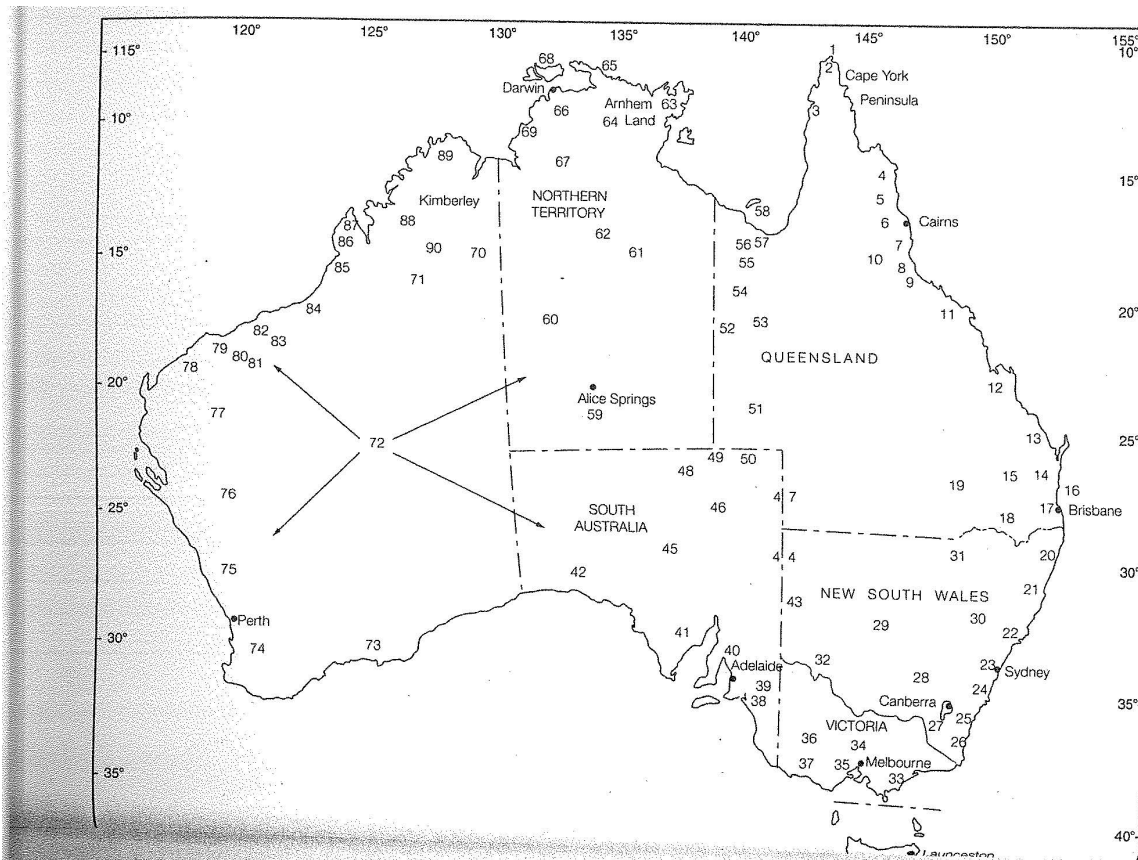 115° 120° 125° 130° 135° 140° 145° 150° 155°
10° 10°
1
2 Cape York
Peninsula
68 65
Darwin
66 Arnhem 63
64 Land
3
69
67
89
4
15° 15°
Kimberley
NORTHERN
TERRITORY
5
58
87 88
6 Cairns
86 62
90 70 61 56 57 7
10
85 71 55 8
9
54
84 60 20°
82 52 53 11
79 83
78 80 81
QUEENSLAND
20°
Alice Springs
59
12
77 51
72
13
25°
49 50
48
15 14
76 46 4 7 19 16
25°
SOUTH
AUSTRALIA
17 Brisbane
18
45
4 4 31 20
75 42 30°
43 NEW SOUTH WALES 21
Perth
29 30
22
30°
74 73 41
40 32 23 Sydney
Adelaide
39 28
38 24
Canberra 35°
27 25
VICTORIA
36 34 26
37 35 Melbourne
33
35°
40°
Launceston